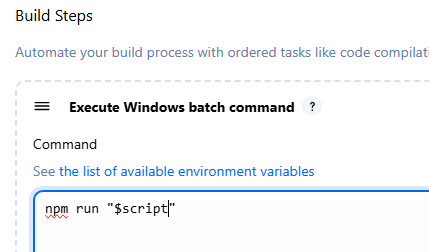 Build Steps
Automate your build process with ordered tasks like code compilati
Execute Windows batch command ?
Command
See the list of available environment variables
npm run "$script"